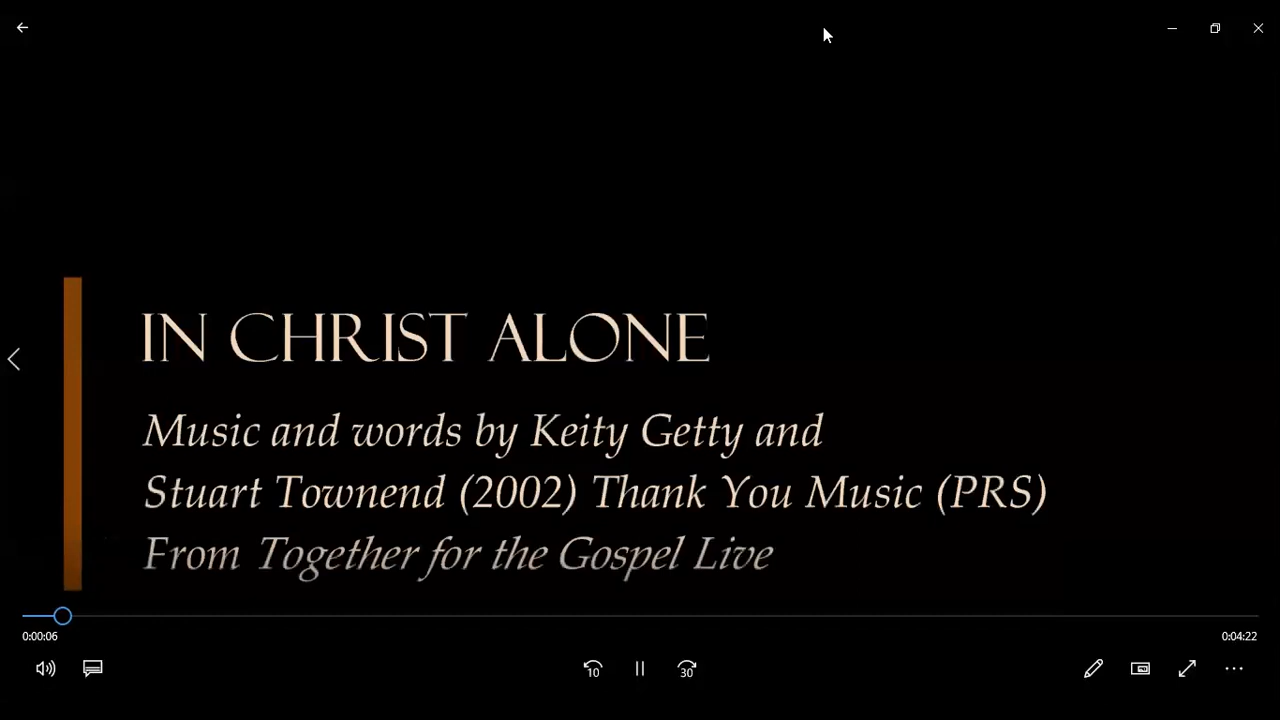 IN CHRIST ALONE
Music and words by Keity Getty and
Stuart Townend (2002) Thank You Music (PRS)
From Together for the Gospel Live
0:00:06
0:04:22
10
30